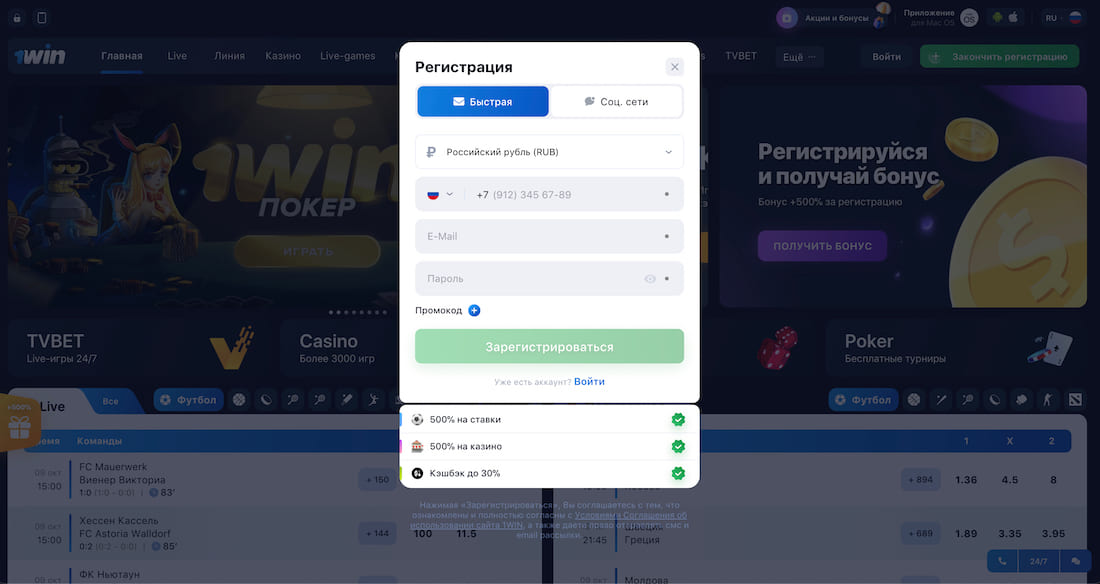 Акции и бонусы
Приложение
для Mac OS
OS
RU
1win
Главная
Live
Линия
Казино
Live-games
TVBET
Ещё ···
Войти
Закончить регистрацию
Регистрация
Быстрая
Соц. сети
Российский рубль (RUB)
+7 (912) 345 67-89
E-Mail
Пароль
Промокод
Зарегистрироваться
Уже есть аккаунт? Войти
500% на ставки
500% на казино
Кэшбэк до 30%
Нажимая «Зарегистрироваться», Вы соглашаетесь с тем, что
ознакомлены и полностью согласны с Условиями Соглашения об
использовании сайта 1WIN, а также даете право отправлять смс и
email рассылки.
1win
ПОКЕР
ИГРАТЬ
Регистрируйся
и получай бонус
Бонус +500% за регистрацию
ПОЛУЧИТЬ БОНУС
TVBET
Live-игры 24/7
Casino
Более 3000 игр
Poker
Бесплатные турниры
+500%
Live
Все
Футбол
Футбол
Команды
1 X 2
09 окт
15:00
FC Mauerwerk
Винер Виктория
1:0 (1:0 - 0:0) | 83'
+ 150
+ 894
1.36 4.5 8
09 окт
15:00
Хессен Кассель
FC Astoria Walldorf
0:2 (0:2 - 0:0) | 85'
+ 144
100 11.5
21:45
Греция
+ 689
1.89 3.35 3.95
09 окт
ФК Ньютаун
09 окт
Молдова
24/7